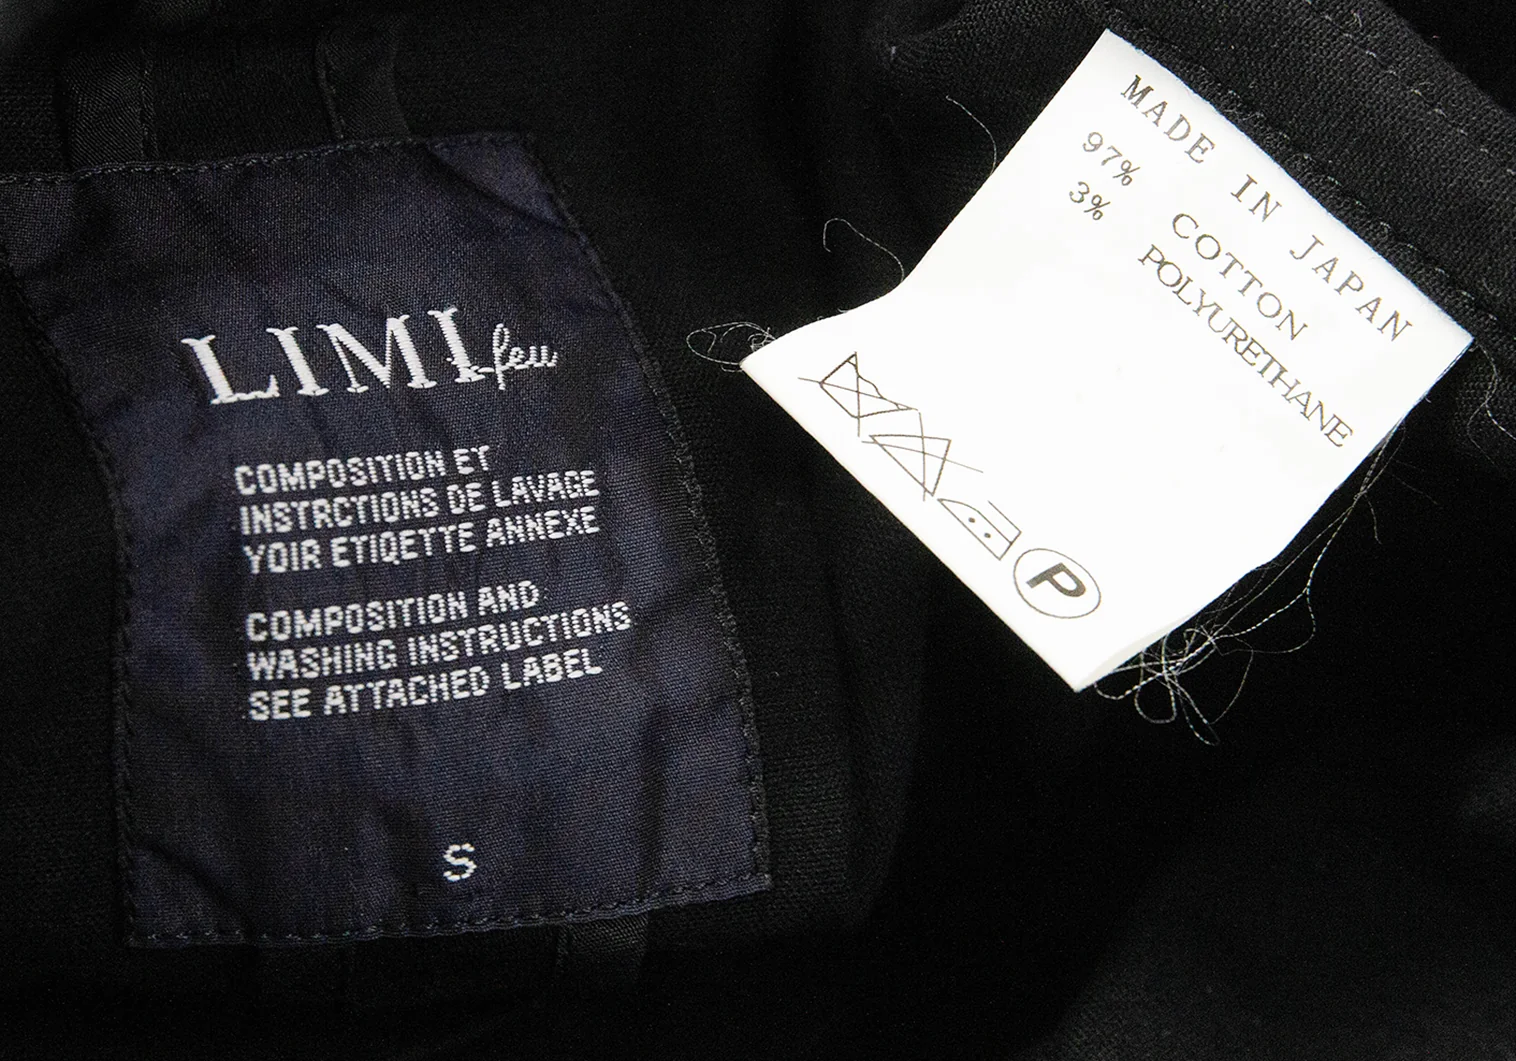 LIMI feu
COMPOSITION ET
INSTRCTIONS DE LAVAGE
YOIR ETIQETTE ANNEXE
COMPOSITION AND
WASHING INSTRUCTIONS
SEE ATTACHED LABEL
S
MADE IN JAPAN
97% COTTON
3% POLYURETHANE
P